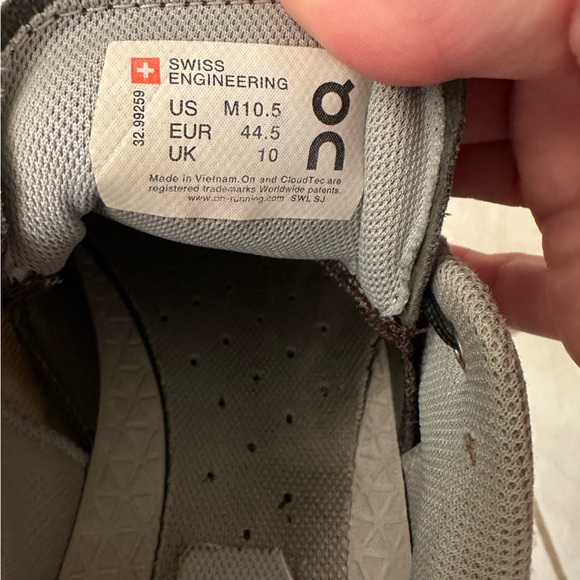 SWISS
ENGINEERING
32.99259
US M10.5
EUR 44.5
UK 10
on
Made in Vietnam. On and CloudTec are
registered trademarks Worldwide patents.
www.on-running.com SWL SJ